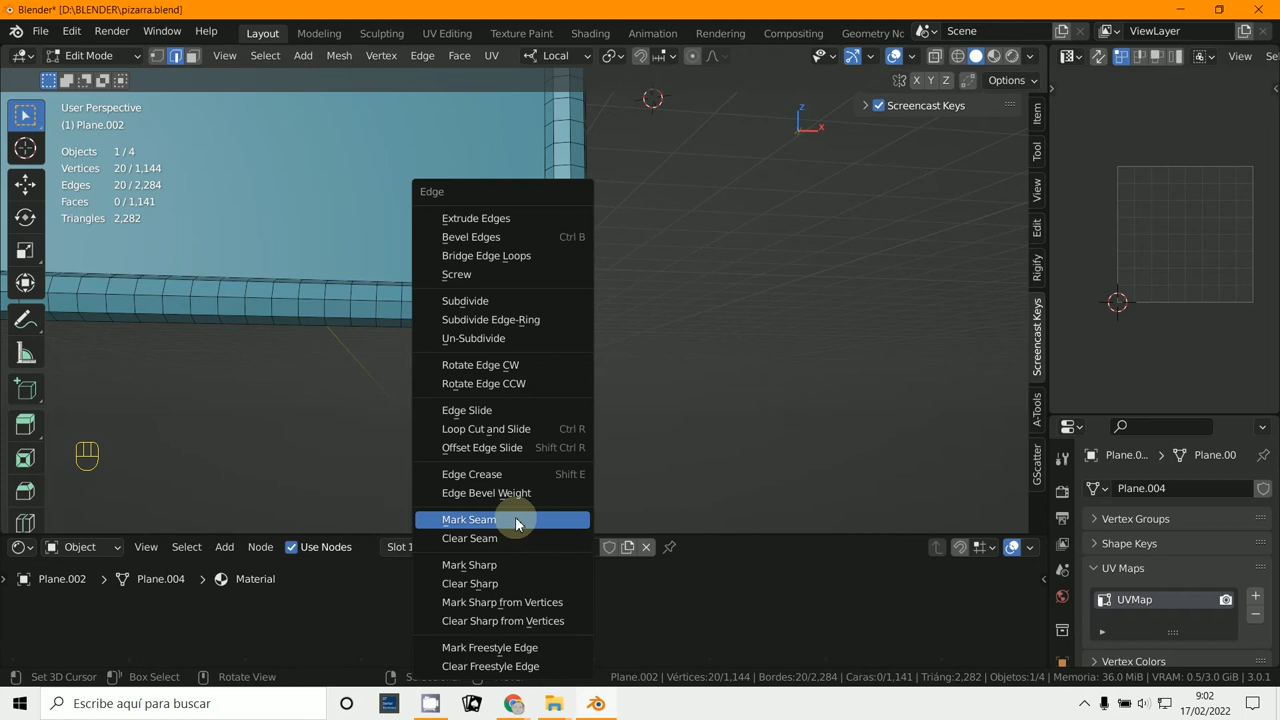 Blender* [D:\BLENDER\pizarra.blend]
File Edit Render Window Help Layout Modeling Sculpting UV Editing Texture Paint Shading Animation Rendering Compositing Geometry No Scene ViewLayer
Edit Mode View Select Add Mesh Vertex Edge Face UV Local View Se
X Y Z Options
User Perspective
(1) Plane.002
Objects 1 / 4
Vertices 20 / 1,144
Edges 20 / 2,284
Faces 0 / 1,141
Triangles 2,282
Screencast Keys
z
x
Item
Tool
View
Edit
Rigify
Screencast Keys
A-Tools
GScatter
Edge
Extrude Edges
Bevel Edges Ctrl B
Bridge Edge Loops
Screw
Subdivide
Subdivide Edge-Ring
Un-Subdivide
Rotate Edge CW
Rotate Edge CCW
Edge Slide
Loop Cut and Slide Ctrl R
Offset Edge Slide Shift Ctrl R
Edge Crease Shift E
Edge Bevel Weight
Mark Seam
Clear Seam
Mark Sharp
Clear Sharp
Mark Sharp from Vertices
Clear Sharp from Vertices
Mark Freestyle Edge
Clear Freestyle Edge
Plane.0... Plane.00
Plane.004
Vertex Groups
Shape Keys
UV Maps
UVMap
Vertex Colors
Object View Select Add Node Use Nodes Slot 1
Plane.002 Plane.004 Material
Set 3D Cursor Box Select Rotate View Plane.002 | Vértices:20/1,144 | Bordes:20/2,284 | Caras:0/1,141 | Triáng:2,282 | Objetos:1/4 | Memoria: 36.0 MiB | VRAM: 0.5/3.0 GiB | 3.0.1
Escribe aquí para buscar
9:02
17/02/2022